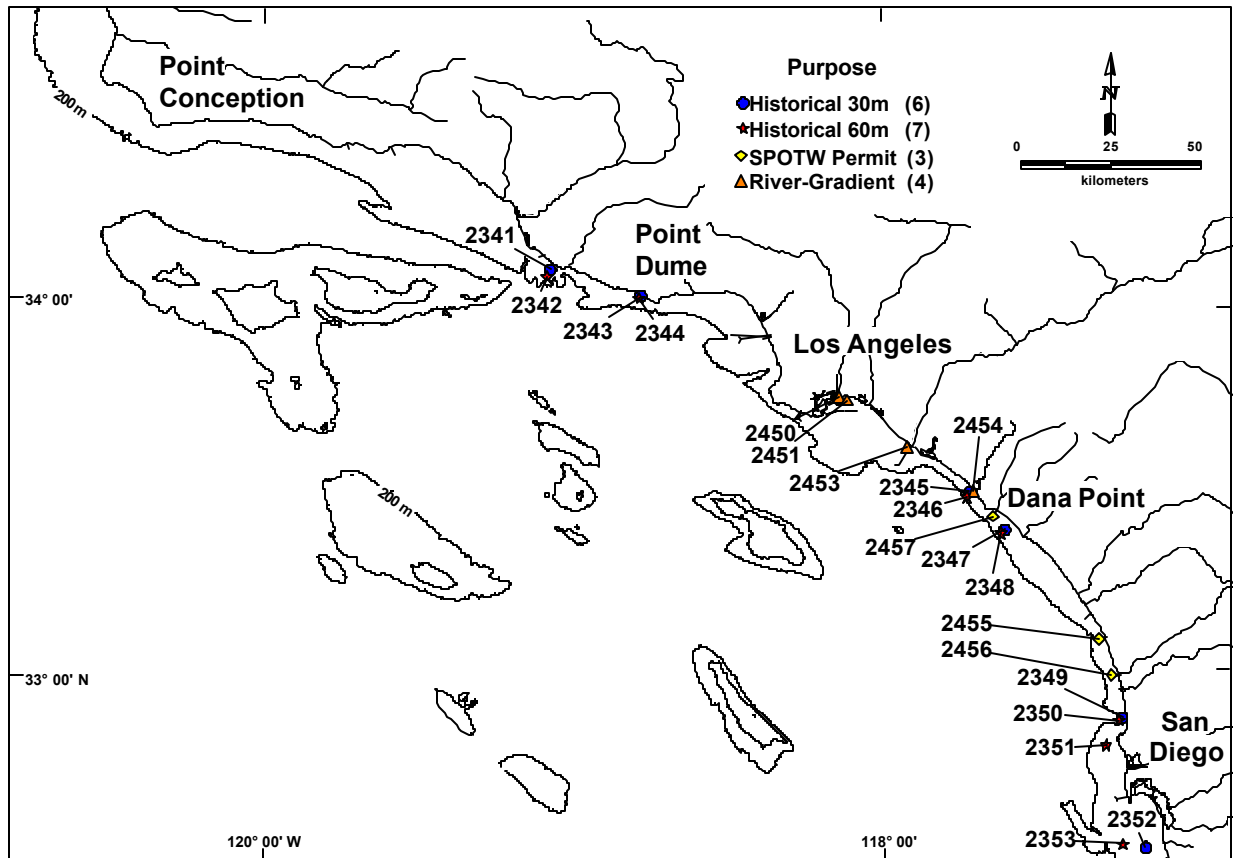 Point
Conception
200 m
Purpose
Historical 30m (6)
Historical 60m (7)
SPOTW Permit (3)
River-Gradient (4)
N
0 25 50
kilometers
2341
2342
Point
Dume
2343
2344
34° 00'
Los Angeles
2450
2451
2453
2454
2345
2346
Dana Point
2457
2347
2348
200 m
2455
2456
33° 00' N
2349
2350
2351
San
Diego
2352
2353
120° 00' W
118° 00'